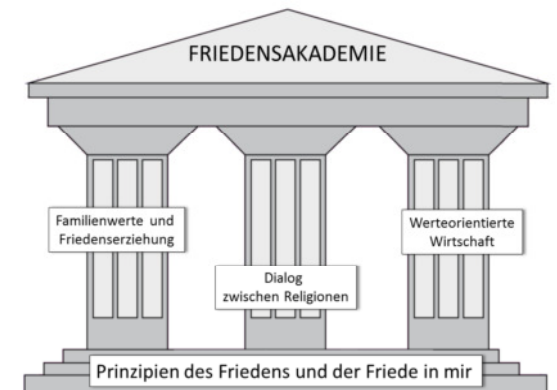 FRIEDENSAKADEMIE
Familienwerte und
Friedenserziehung
Dialog
zwischen Religionen
Werteorientierte
Wirtschaft
Prinzipien des Friedens und der Friede in mir